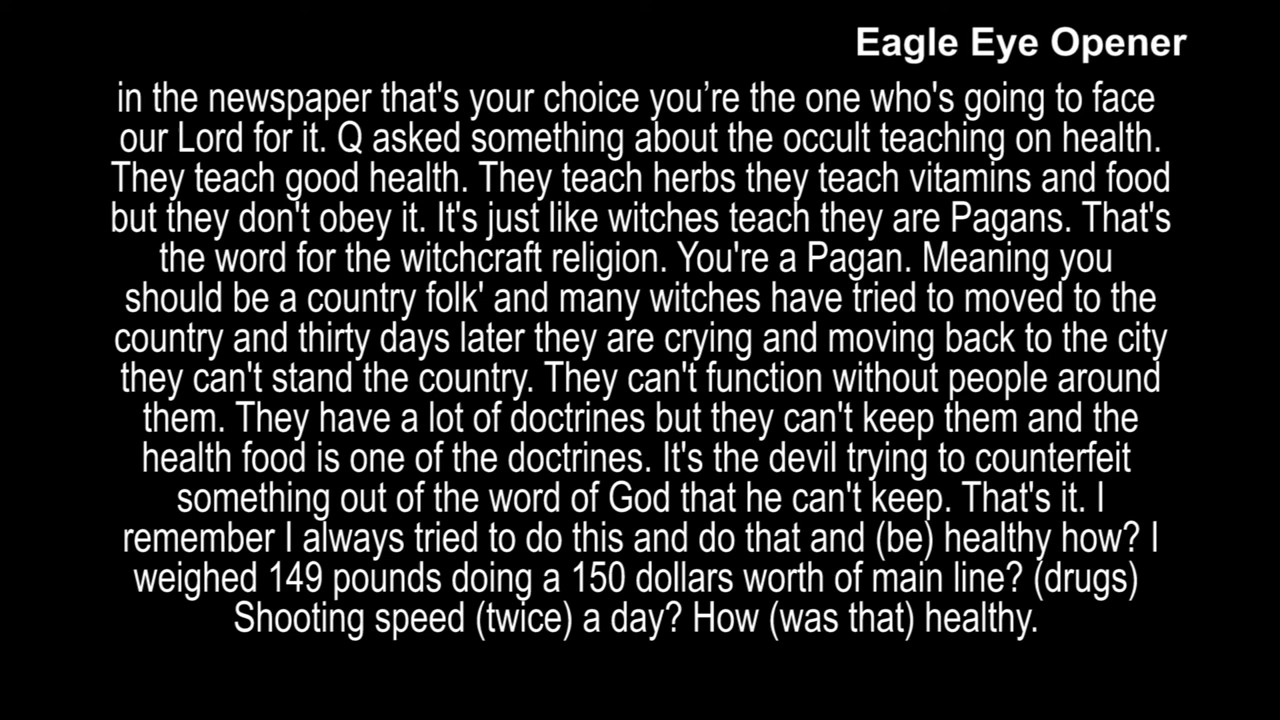 Eagle Eye Opener
in the newspaper that's your choice you’re the one who's going to face
our Lord for it. Q asked something about the occult teaching on health.
They teach good health. They teach herbs they teach vitamins and food
but they don't obey it. It's just like witches teach they are Pagans. That's
the word for the witchcraft religion. You're a Pagan. Meaning you
should be a country folk' and many witches have tried to moved to the
country and thirty days later they are crying and moving back to the city
they can't stand the country. They can't function without people around
them. They have a lot of doctrines but they can't keep them and the
health food is one of the doctrines. It's the devil trying to counterfeit
something out of the word of God that he can't keep. That's it. I
remember I always tried to do this and do that and (be) healthy how? I
weighed 149 pounds doing a 150 dollars worth of main line? (drugs)
Shooting speed (twice) a day? How (was that) healthy.